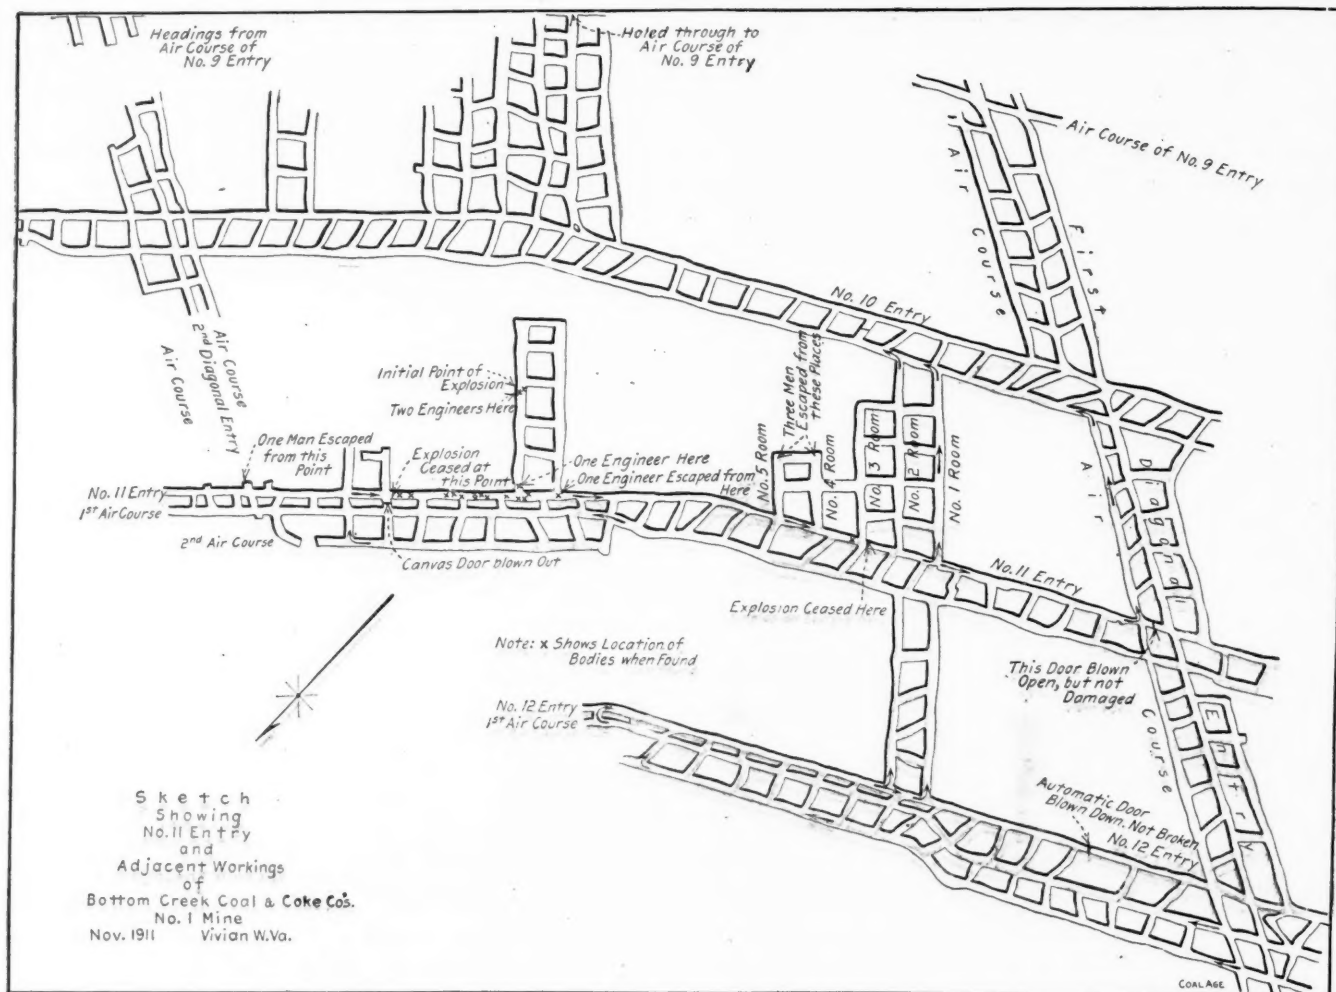 Headings from
Air Course of
No. 9 Entry
Holed through to
Air Course of
No. 9 Entry
Air Course of No. 9 Entry
Air Course
First
No. 10 Entry
Air Course
2nd Diagonal Entry
Air Course
Initial Point of
Explosion
Two Engineers Here
Three Men
Escaped from
these Places
No. 5 Room
No. 4 Room
No. 3 Room
No. 2 Room
No. 1 Room
One Man Escaped
from this
Point
Explosion
Ceased at
this Point
One Engineer Here
One Engineer Escaped from
Here
No. 11 Entry
1st Air Course
2nd Air Course
Canvas Door blown Out
Air Course
Diagonal Entry
No. 11 Entry
Explosion Ceased Here
Note: x Shows Location of
Bodies when Found
This Door Blown
Open, but not
Damaged
No. 12 Entry
1st Air Course
Automatic Door
Blown Down. Not Broken
No. 12 Entry
Sketch
Showing
No. 11 Entry
and
Adjacent Workings
of
Bottom Creek Coal & Coke Co's.
No. 1 Mine
Nov. 1911 Vivian W.Va.
COAL AGE